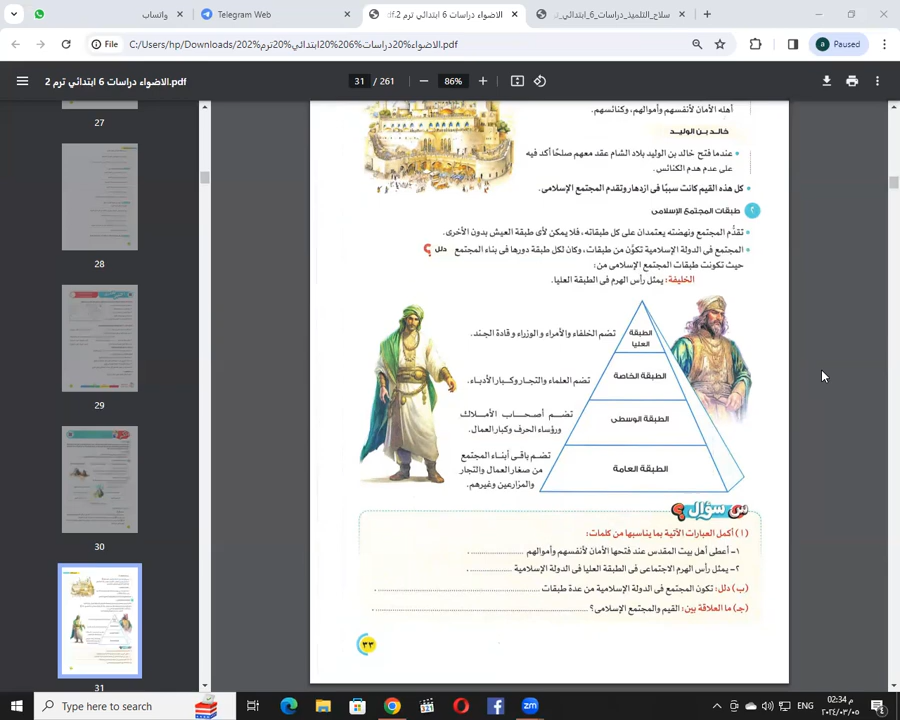 واتساب
Telegram Web
الاضواء دراسات 6 ابتدائي ترم 2.pdf
سلاح_التلميذ_دراسات_6_ابتدائي_ت
File
C:/Users/hp/Downloads/202%الاضواء%20دراسات%206%20ابتدائي%20ترم.pdf
Paused
الاضواء دراسات 6 ابتدائي ترم 2.pdf
31 / 261
86%
27
28
29
30
31
أهله الأمان لأنفسهم وأموالهم، وكنائسهم.
خالد بن الوليد
عندما فتح خالد بن الوليد بلاد الشام عقد معهم صلحًا أكد فيه
على عدم هدم الكنائس.
كل هذه القيم كانت سببًا فى ازدهار وتقدم المجتمع الإسلامى.
٢ طبقات المجتمع الإسلامى
تقدُّم المجتمع ونهضته يعتمدان على كل طبقاته، فلا يمكن لأى طبقة العيش بدون الأخرى.
المجتمع فى الدولة الإسلامية تكوَّن من طبقات، وكان لكل طبقة دورها فى بناء المجتمع دلل
حيث تكونت طبقات المجتمع الإسلامى من:
الخليفة: يمثل رأس الهرم فى الطبقة العليا.
الطبقة العليا
تضم الخلفاء والأمراء والوزراء وقادة الجند.
الطبقة الخاصة
تضم العلماء والتجار وكبار الأدباء.
الطبقة الوسطى
تضم أصحاب الأملاك
ورؤساء الحرف وكبار العمال.
الطبقة العامة
تضم باقى أبناء المجتمع
من صغار العمال والتجار
والمزارعين وغيرهم.
س سؤال ؟
(أ) أكمل العبارات الآتية بما يناسبها من كلمات:
١- أعطى أهل بيت المقدس عند فتحها الأمان لأنفسهم وأموالهم ...............
٢- يمثل رأس الهرم الاجتماعى فى الطبقة العليا فى الدولة الإسلامية ...............
(ب) دلل: تكون المجتمع فى الدولة الإسلامية من عدة طبقات ...............
(جـ) ما العلاقة بين: القيم والمجتمع الإسلامى؟ ...............
٣٣
Type here to search
ENG
02:34 م
٢٠٢٤/٠٣/٠٥